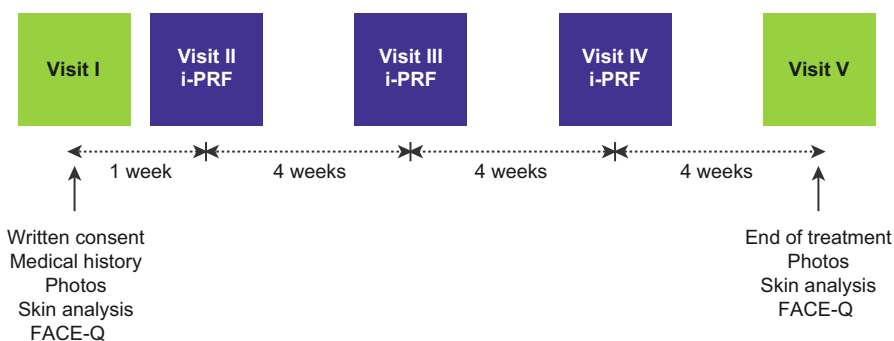 Visit I
Visit II
i-PRF
Visit III
i-PRF
Visit IV
i-PRF
Visit V
1 week
4 weeks
4 weeks
4 weeks
Written consent
Medical history
Photos
Skin analysis
FACE-Q
End of treatment
Photos
Skin analysis
FACE-Q